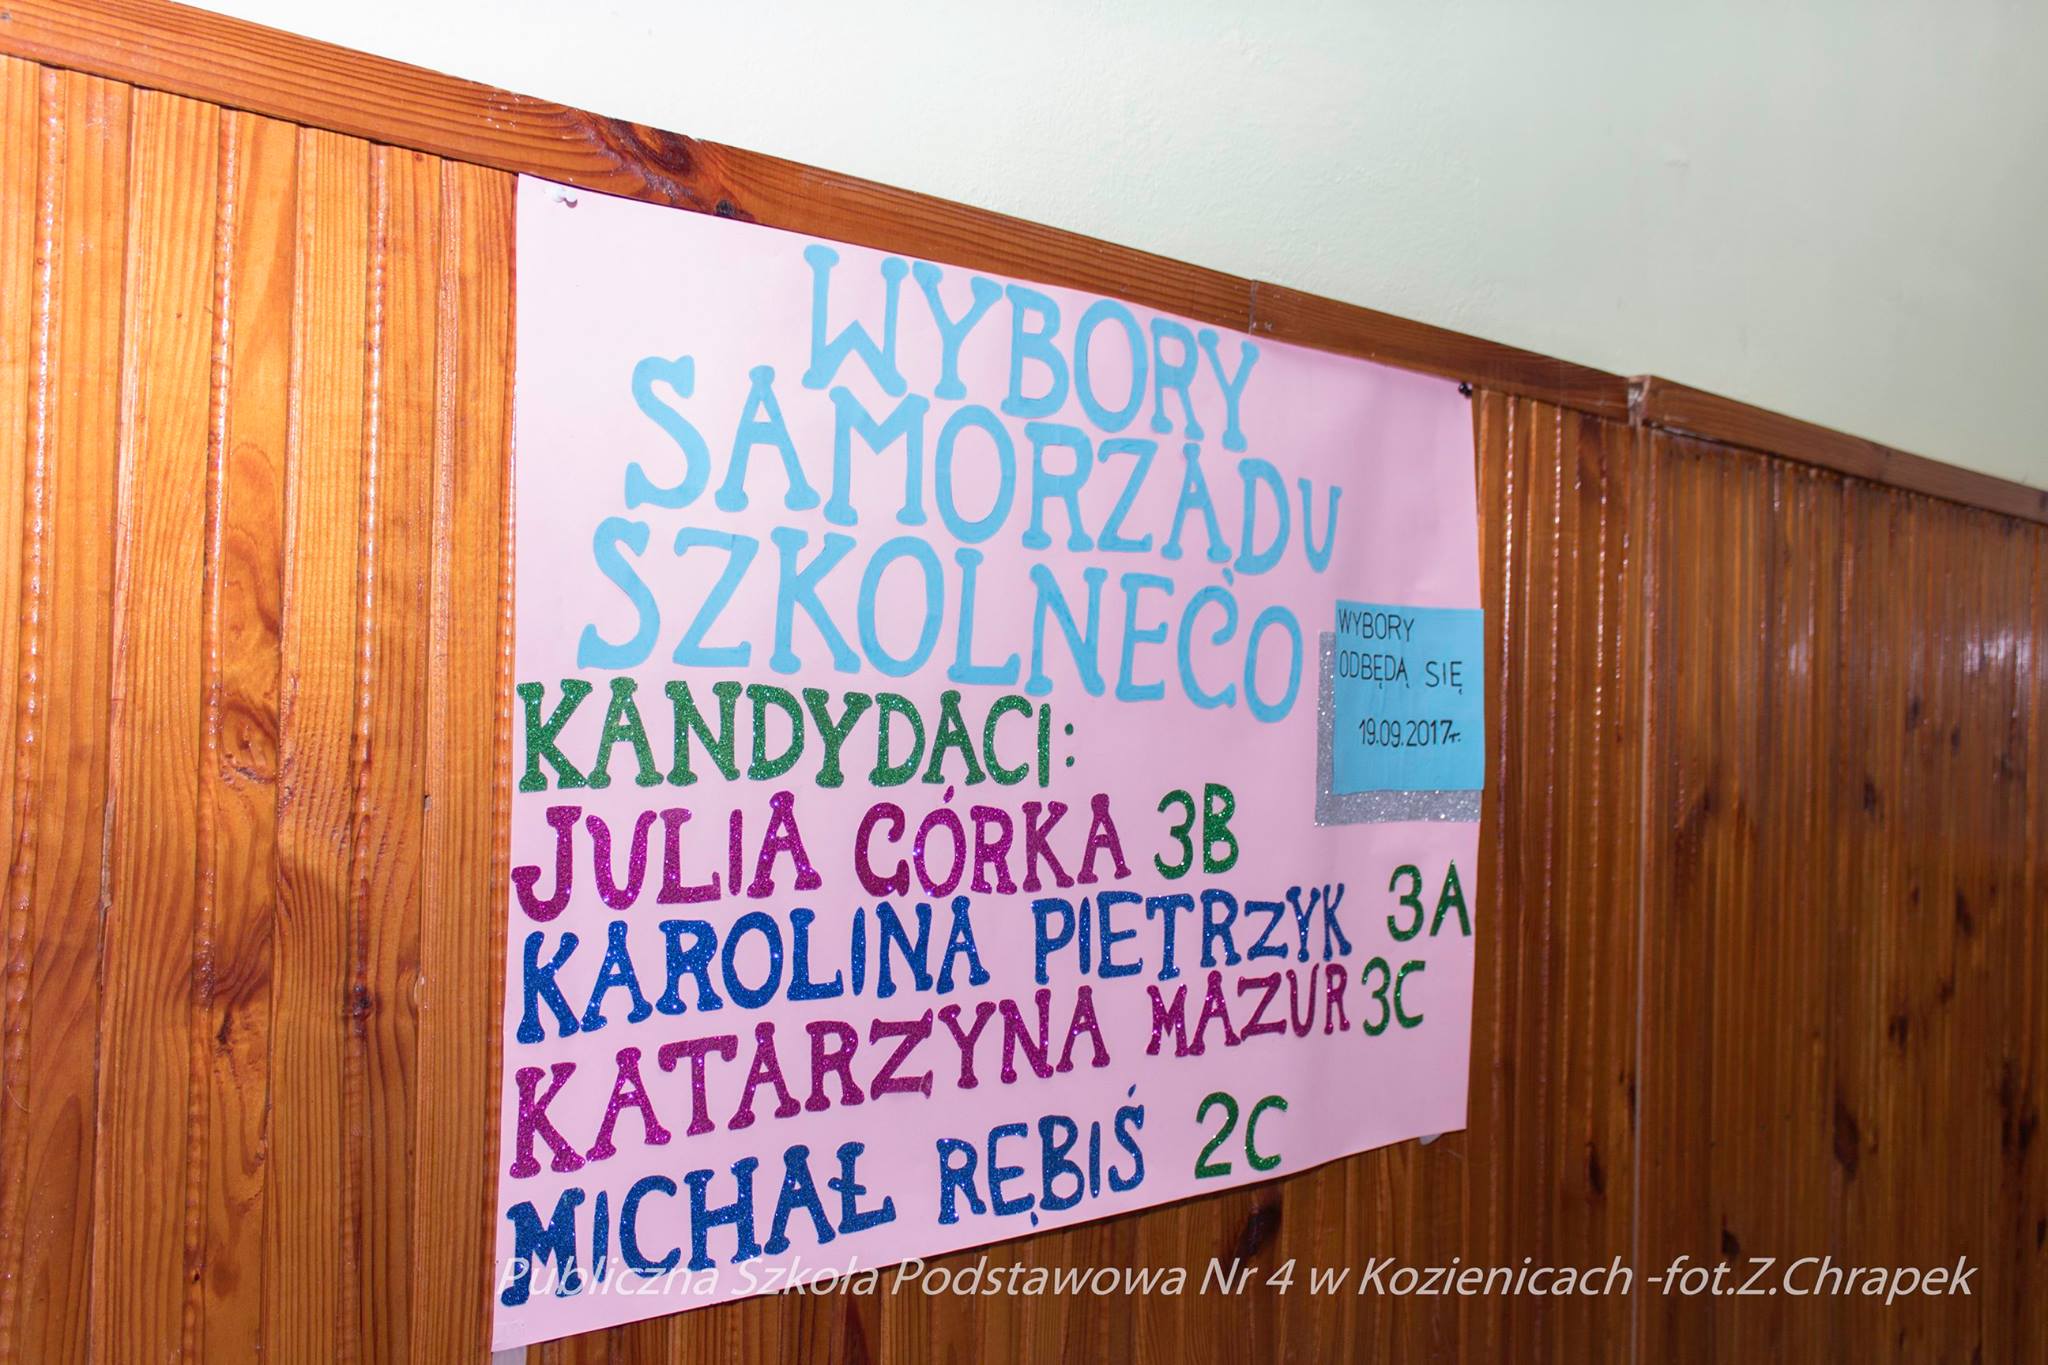 WYBORY
SAMORZĄDU
SZKOLNEGO
WYBORY
ODBĘDĄ SIĘ
19.09.2017r.
KANDYDACI:
JULIA GÓRKA 3B
KAROLINA PIETRZYK 3A
KATARZYNA MAZUR 3C
MICHAŁ RĘBIŚ 2C
Publiczna Szkoła Podstawowa Nr 4 w Kozienicach -fot.Z.Chrapek